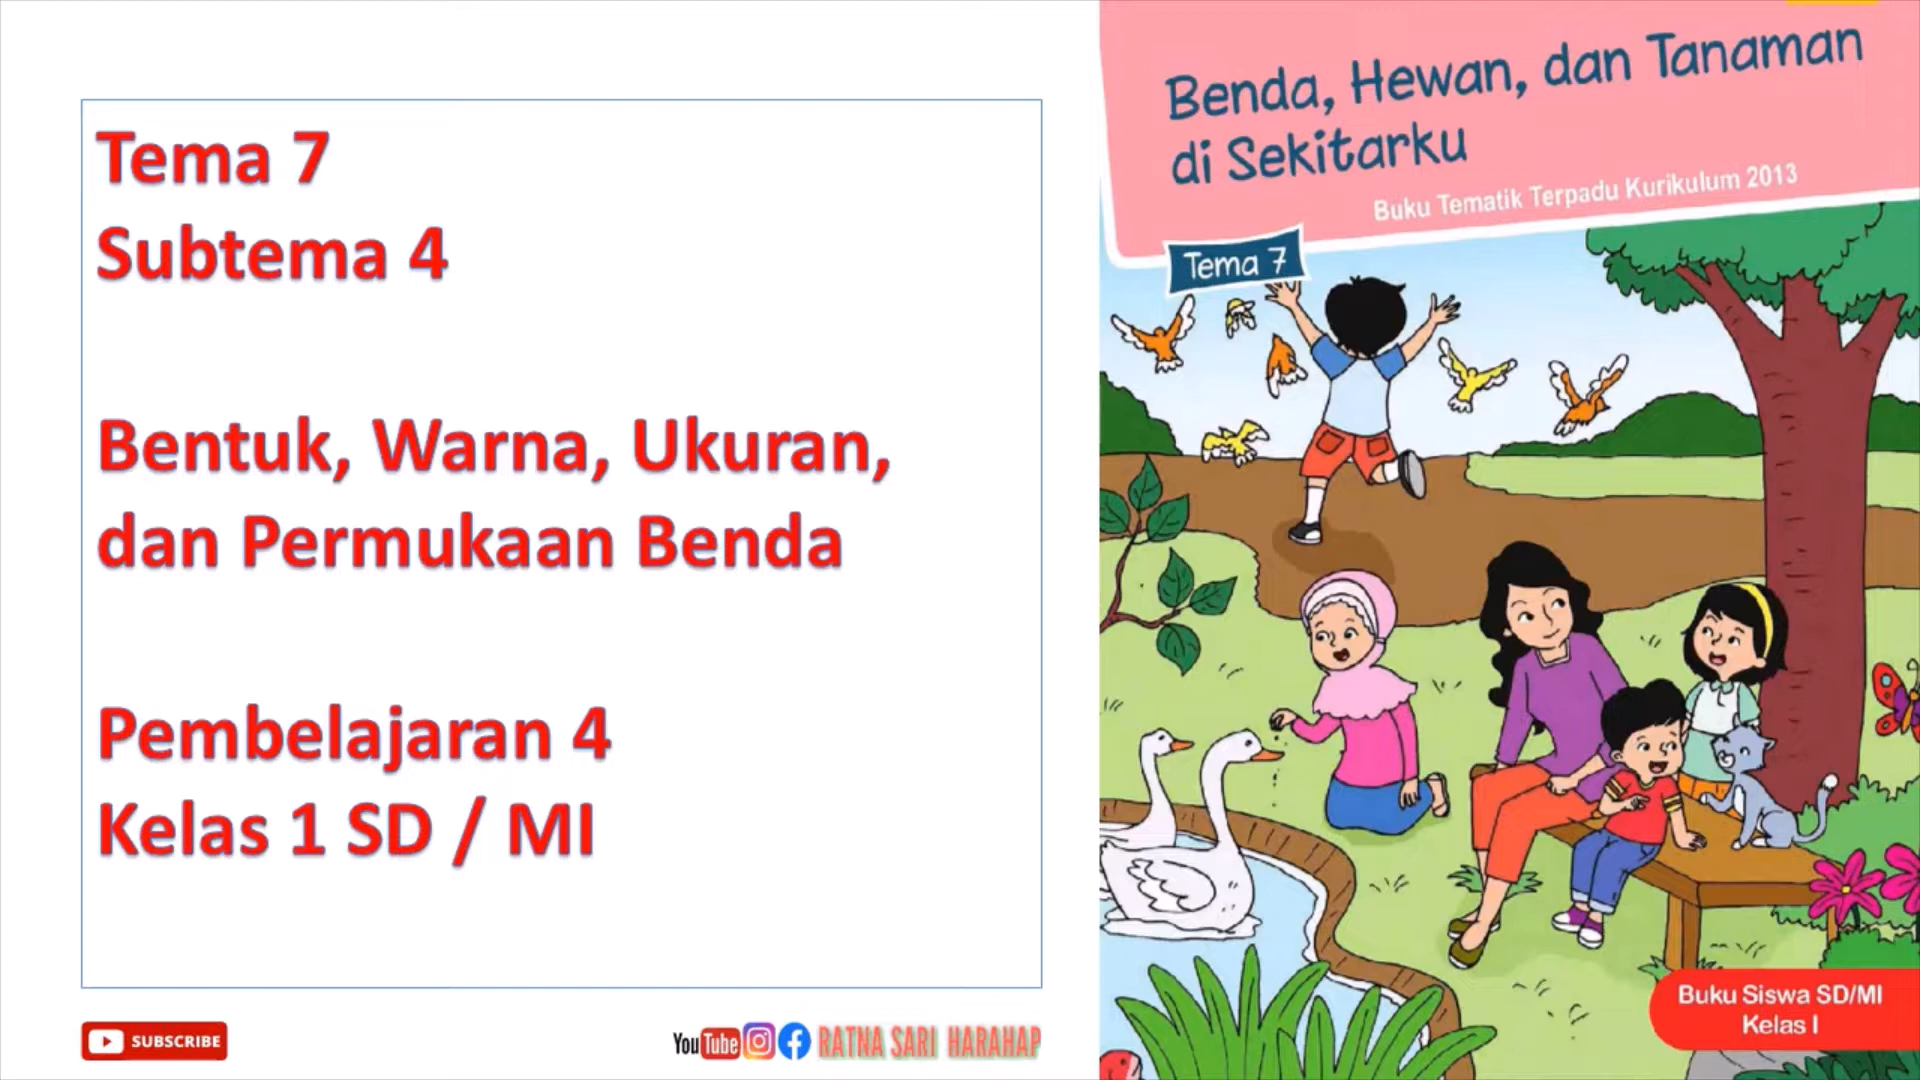 Tema 7
Subtema 4
Bentuk, Warna, Ukuran,
dan Permukaan Benda
Pembelajaran 4
Kelas 1 SD / MI
SUBSCRIBE
YouTube
RATNA SARI HARAHAP
Benda, Hewan, dan Tanaman
di Sekitarku
Buku Tematik Terpadu Kurikulum 2013
Tema 7
Buku Siswa SD/MI
Kelas I